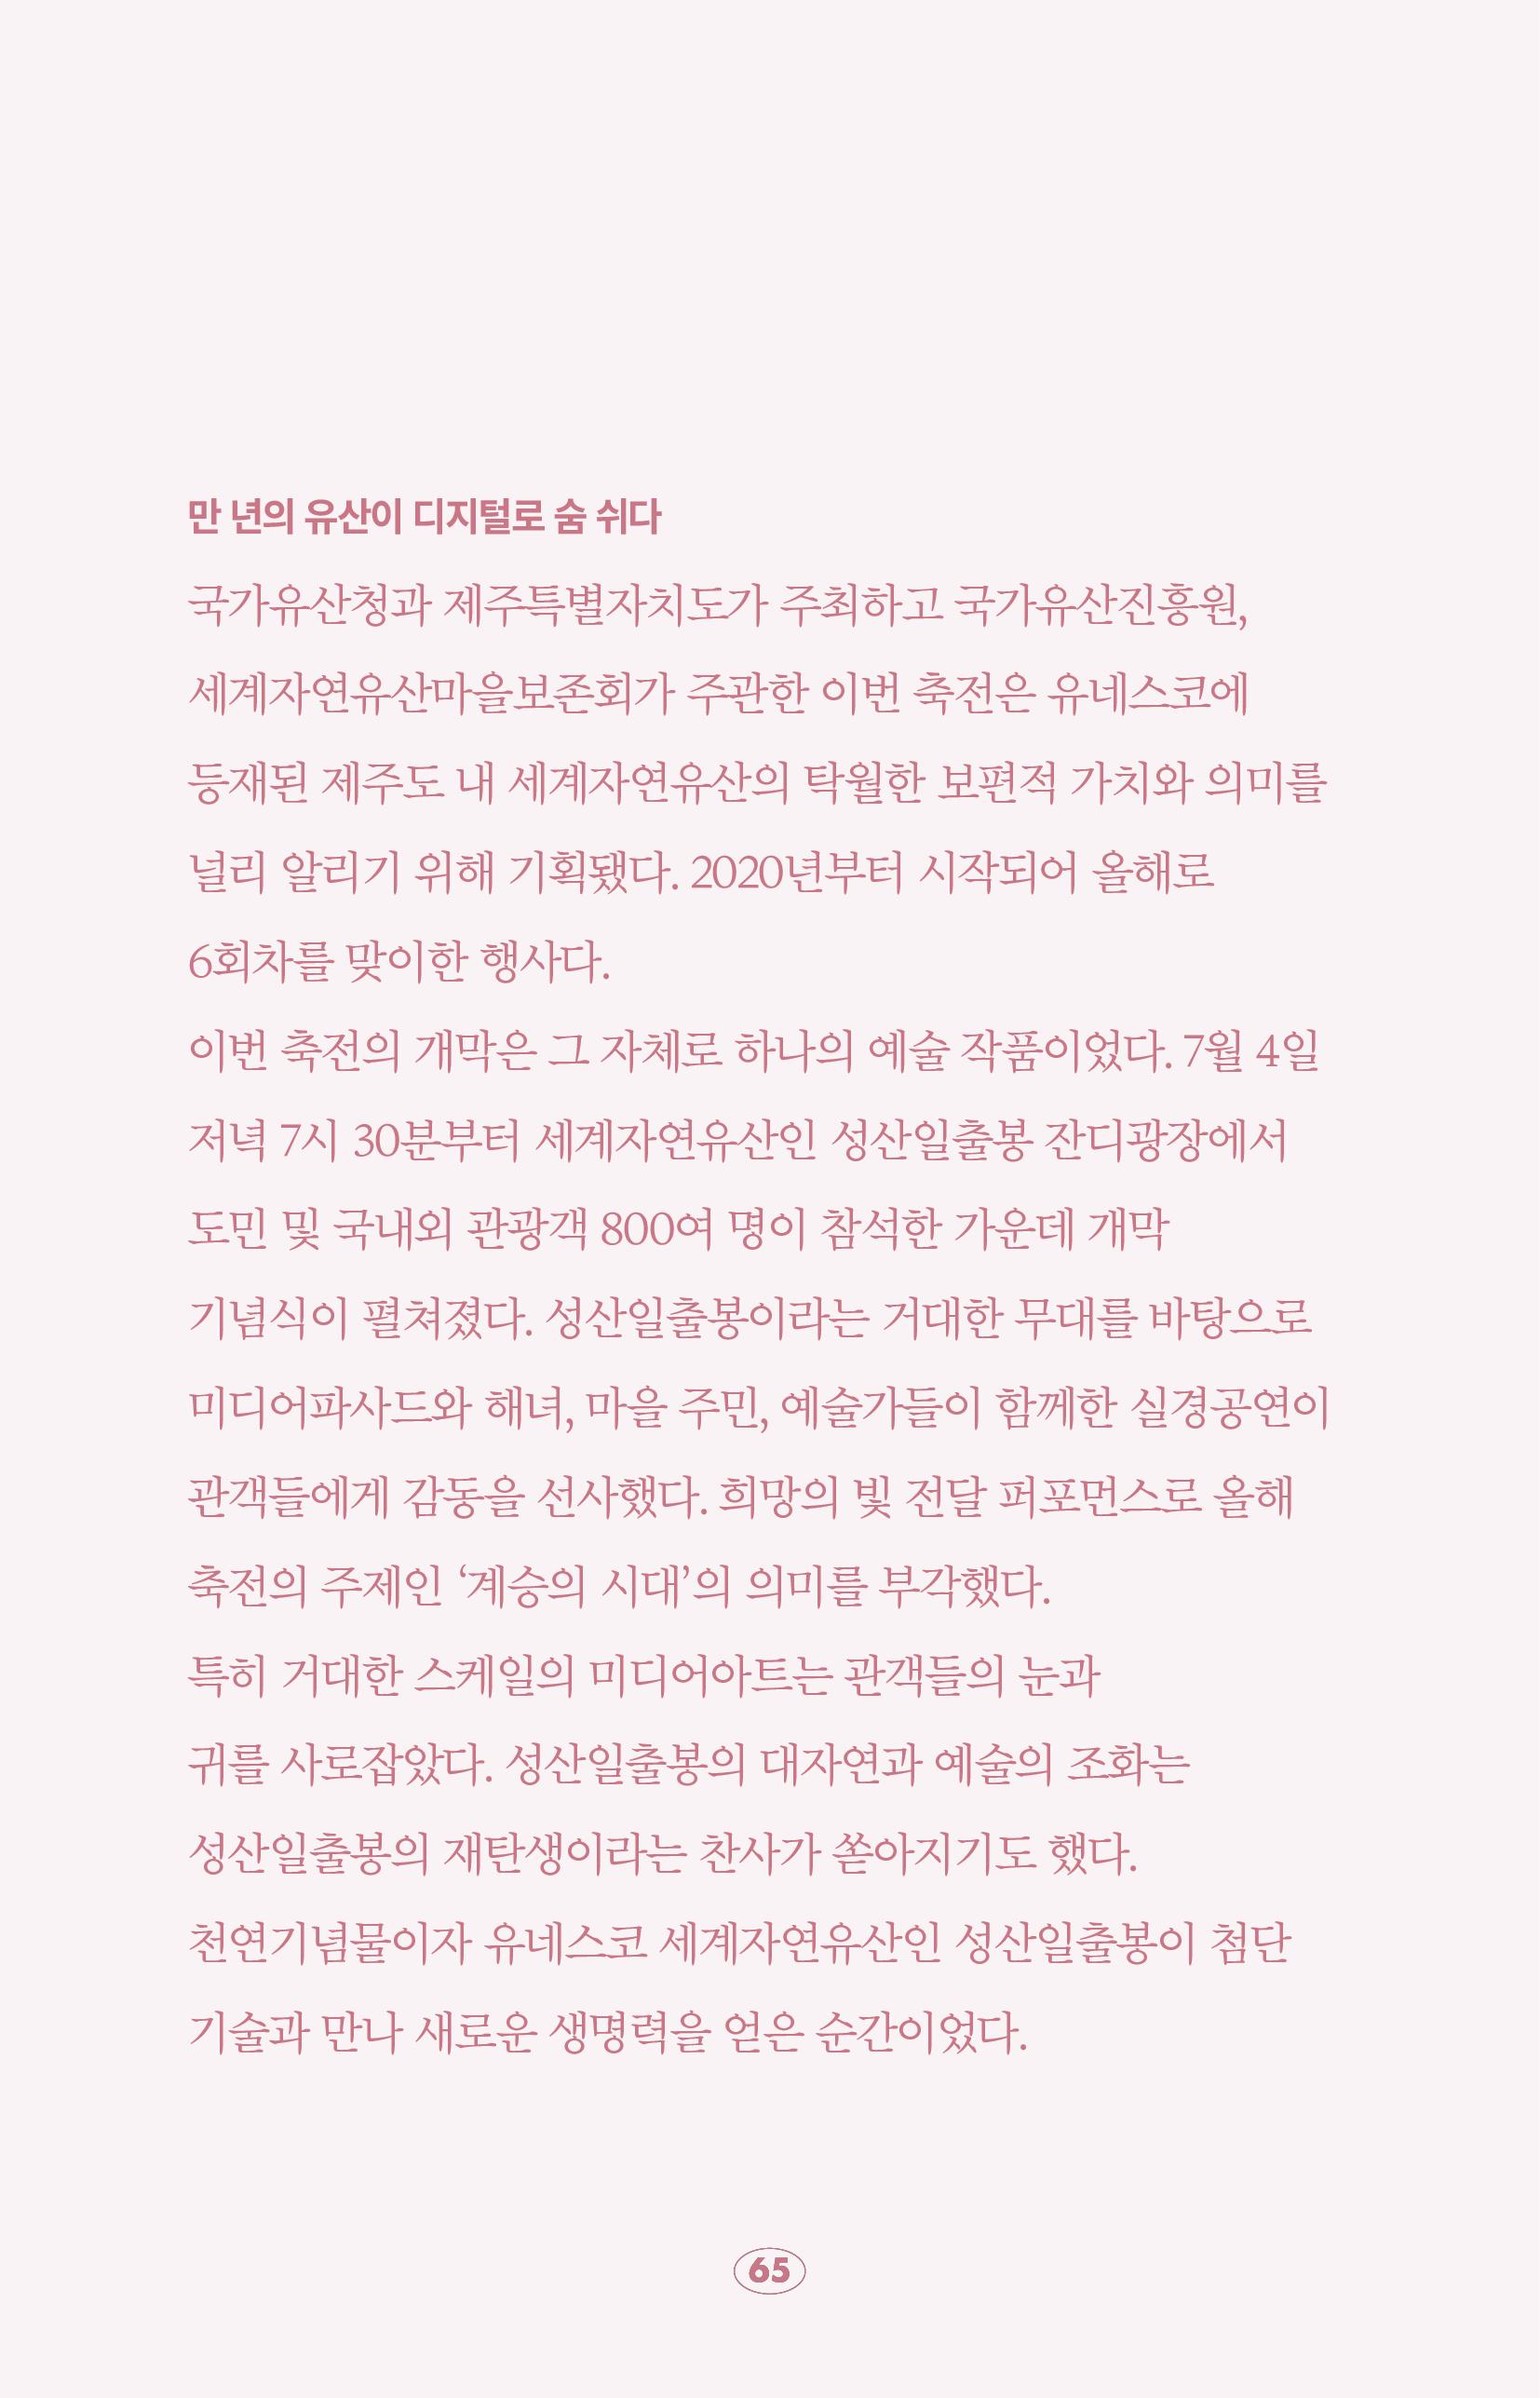 만 년의 유산이 디지털로 숨 쉬다
국가유산청과 제주특별자치도가 주최하고 국가유산진흥원,
세계자연유산마을보존회가 주관한 이번 축전은 유네스코에
등재된 제주도 내 세계자연유산의 탁월한 보편적 가치와 의미를
널리 알리기 위해 기획됐다. 2020년부터 시작되어 올해로
6회차를 맞이한 행사다.
이번 축전의 개막은 그 자체로 하나의 예술 작품이었다. 7월 4일
저녁 7시 30분부터 세계자연유산인 성산일출봉 잔디광장에서
도민 및 국내외 관광객 800여 명이 참석한 가운데 개막
기념식이 펼쳐졌다. 성산일출봉이라는 거대한 무대를 바탕으로
미디어파사드와 해녀, 마을 주민, 예술가들이 함께한 실경공연이
관객들에게 감동을 선사했다. 희망의 빛 전달 퍼포먼스로 올해
축전의 주제인 ‘계승의 시대’의 의미를 부각했다.
특히 거대한 스케일의 미디어아트는 관객들의 눈과
귀를 사로잡았다. 성산일출봉의 대자연과 예술의 조화는
성산일출봉의 재탄생이라는 찬사가 쏟아지기도 했다.
천연기념물이자 유네스코 세계자연유산인 성산일출봉이 첨단
기술과 만나 새로운 생명력을 얻은 순간이었다.
65